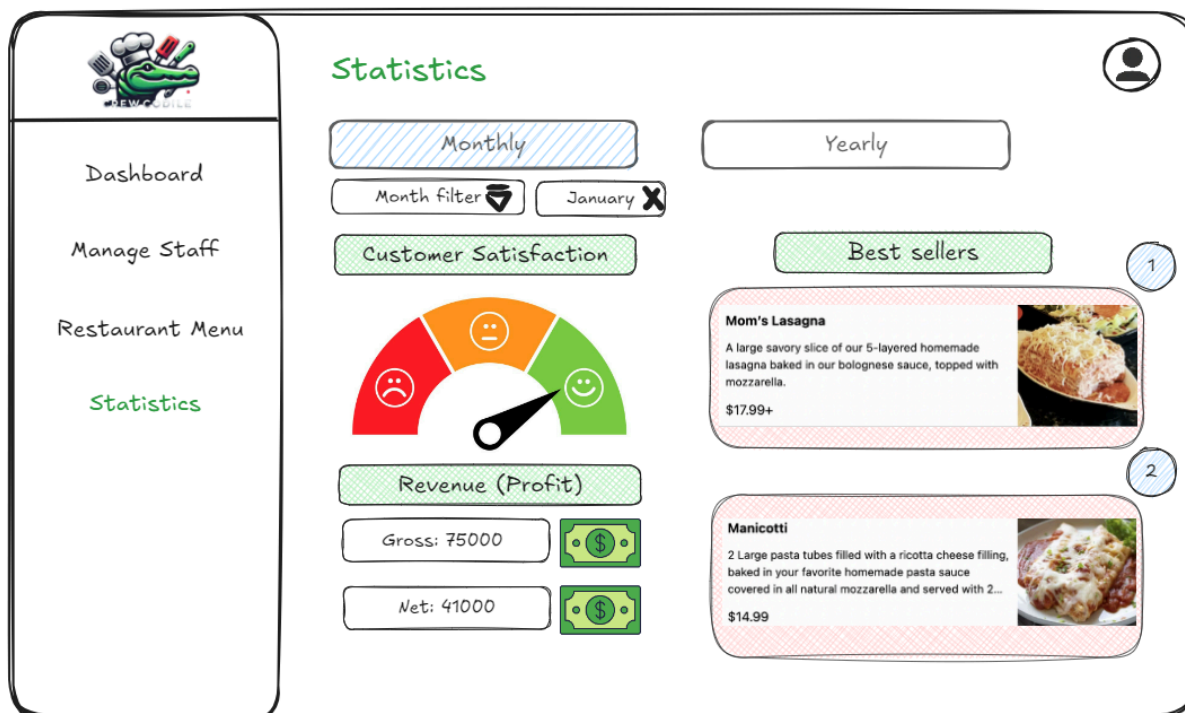 Statistics
Monthly
Yearly
Month filter
January
Dashboard
Manage Staff
Restaurant Menu
Statistics
Customer Satisfaction
Best sellers
1
Mom's Lasagna
A large savory slice of our 5-layered homemade
lasagna baked in our bolognese sauce, topped with
mozzarella.
$17.99+
Revenue (Profit)
Gross: 75000
Net: 41000
2
Manicotti
2 Large pasta tubes filled with a ricotta cheese filling,
baked in your favorite homemade pasta sauce
covered in all natural mozzarella and served with 2...
$14.99